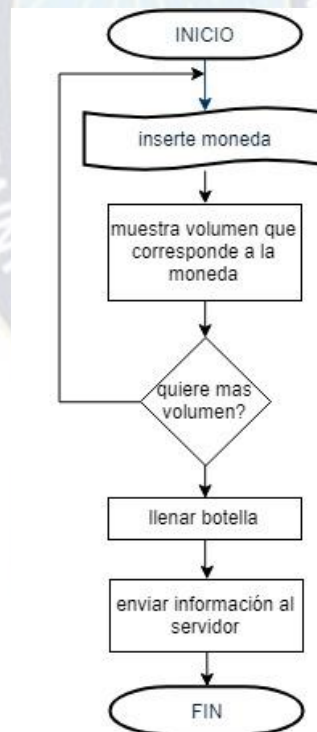 INICIO
inserte moneda
muestra volumen que
corresponde a la
moneda
quiere mas
volumen?
llenar botella
enviar información al
servidor
FIN